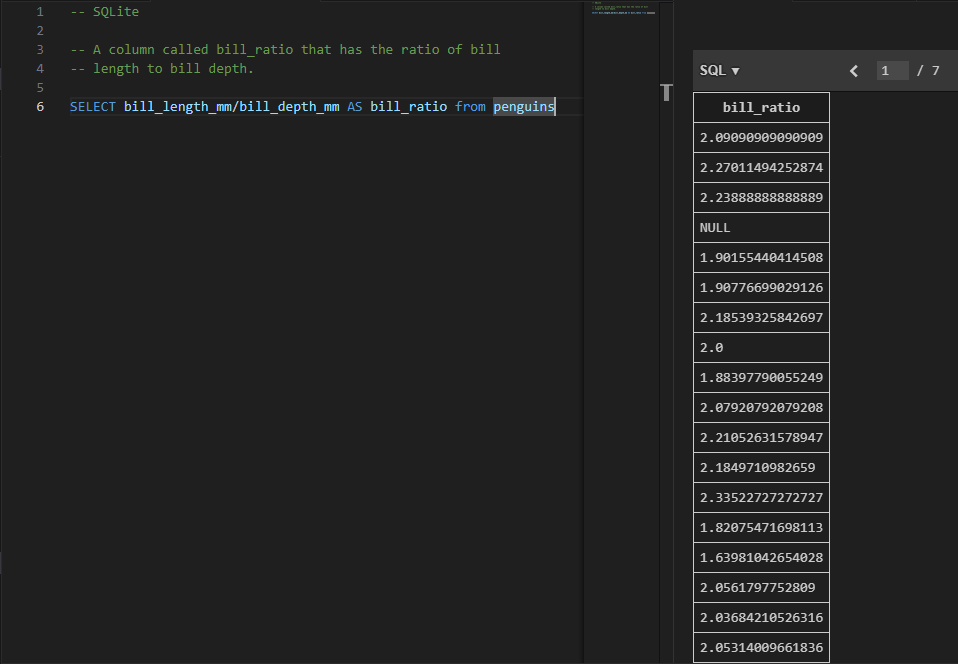 1 -- SQLite
2
3 -- A column called bill_ratio that has the ratio of bill
4 -- length to bill depth.
5
6 SELECT bill_length_mm/bill_depth_mm AS bill_ratio from penguins
SQL ▼ 1 / 7
bill_ratio
2.09090909090909
2.27011494252874
2.23888888888889
NULL
1.90155440414508
1.90776699029126
2.18539325842697
2.0
1.88397790055249
2.07920792079208
2.21052631578947
2.1849710982659
2.33522727272727
1.82075471698113
1.63981042654028
2.0561797752809
2.03684210526316
2.05314009661836